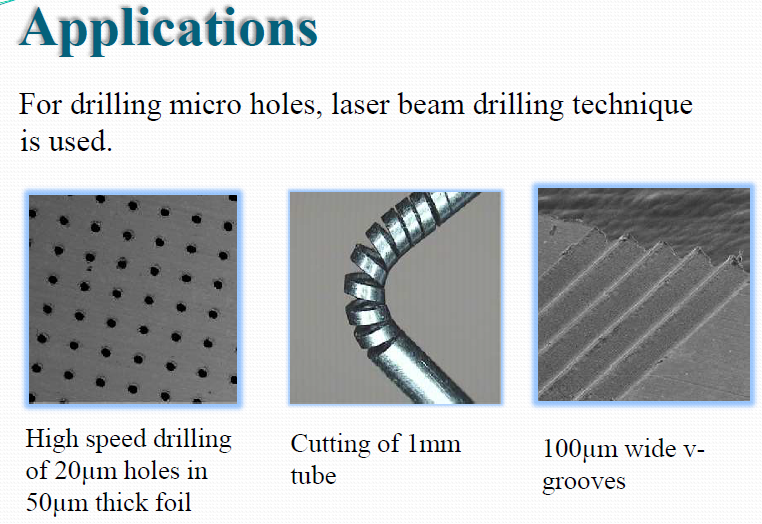 Applications
For drilling micro holes, laser beam drilling technique
is used.
High speed drilling
of 20μm holes in
50μm thick foil
Cutting of 1mm
tube
100μm wide v-
grooves